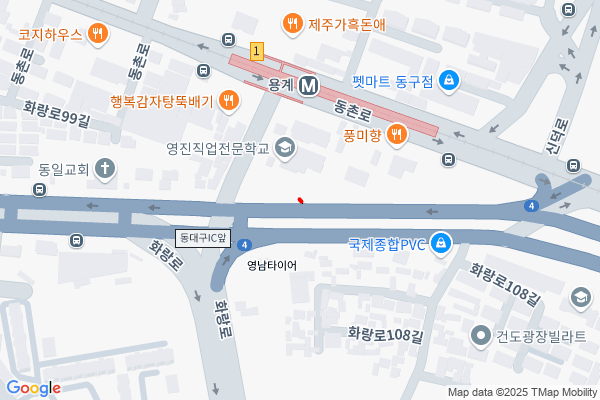 제주가흑돈애
코지하우스
1
동촌로
동촌로
용계
M
펫마트 동구점
행복감자탕뚝배기
동촌로
화랑로99길
풍미향
신덕로
영진직업전문학교
동일교회
4
동대구IC앞
4
국제종합PVC
화랑로
영남타이어
화랑로108길
화랑로
화랑로108길
건도광장빌라트
Google
Map data ©2025 TMap Mobility